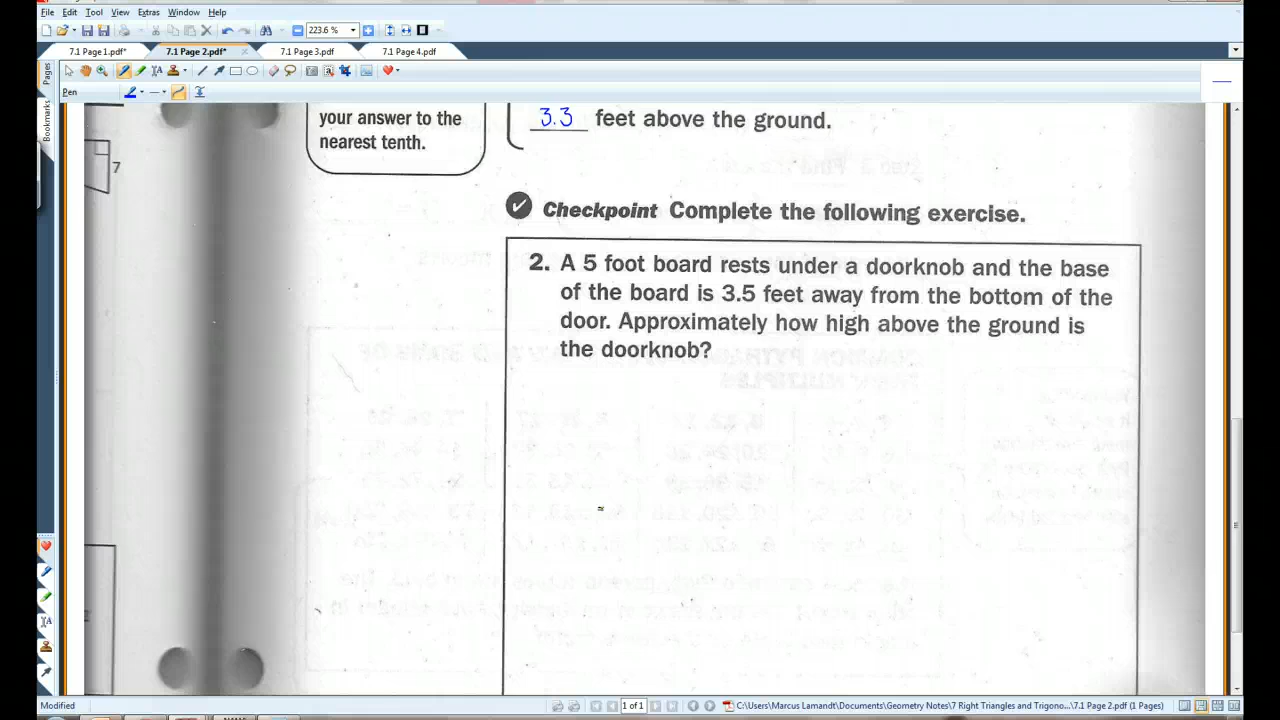 File Edit Tool View Extras Window Help
223.6 %
7.1 Page 1.pdf* 7.1 Page 2.pdf* 7.1 Page 3.pdf 7.1 Page 4.pdf
Pages
Bookmarks
Pen
your answer to the
nearest tenth.
3.3 feet above the ground.
7
Checkpoint Complete the following exercise.
2. A 5 foot board rests under a doorknob and the base
of the board is 3.5 feet away from the bottom of the
door. Approximately how high above the ground is
the doorknob?
Modified
1 of 1
C:\Users\Marcus Lamandt\Documents\Geometry Notes\7 Right Triangles and Trigono...\7.1 Page 2.pdf (1 Pages)